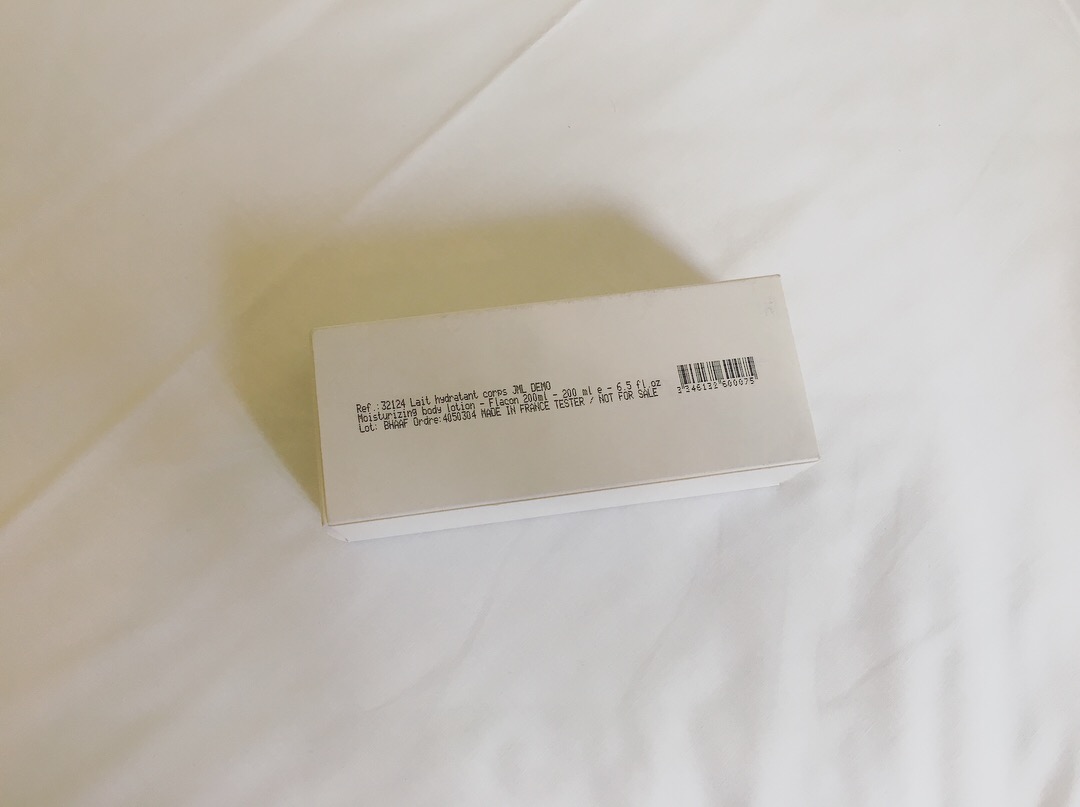 Ref.:32124 Lait hydratant corps JML DEMO
Moisturizing body lotion - Flacon 200ml - 200 ml e - 6.5 fl.oz
Lot: BHAAF Ordre:4050304 MADE IN FRANCE TESTER / NOT FOR SALE
3 346132 600075